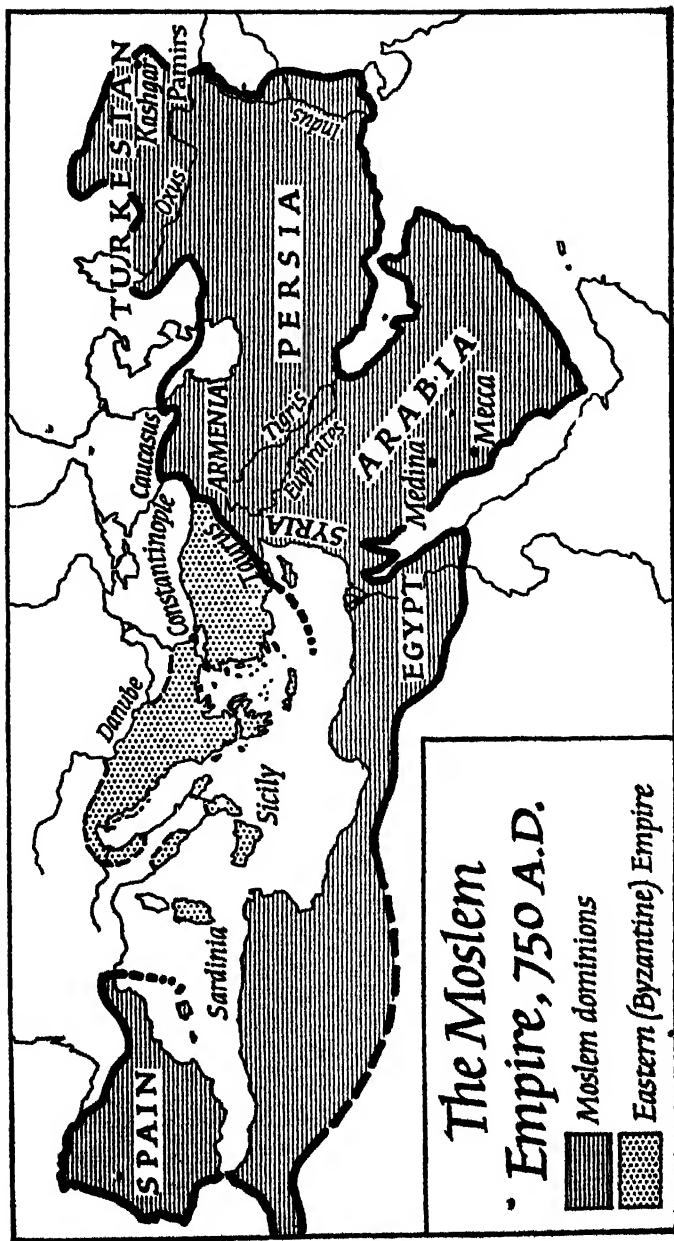 TURKESTAN
Kashgar
Pamirs
Oxus
Indus
PERSIA
Caucasus
ARMENIA
Tigris
Euphrates
ARABIA
Medina
Mecca
SYRIA
Taurus
Constantinople
Danube
EGYPT
Sicily
Sardinia
SPAIN
The Moslem
Empire, 750 A.D.
Moslem dominions
Eastern (Byzantine) Empire